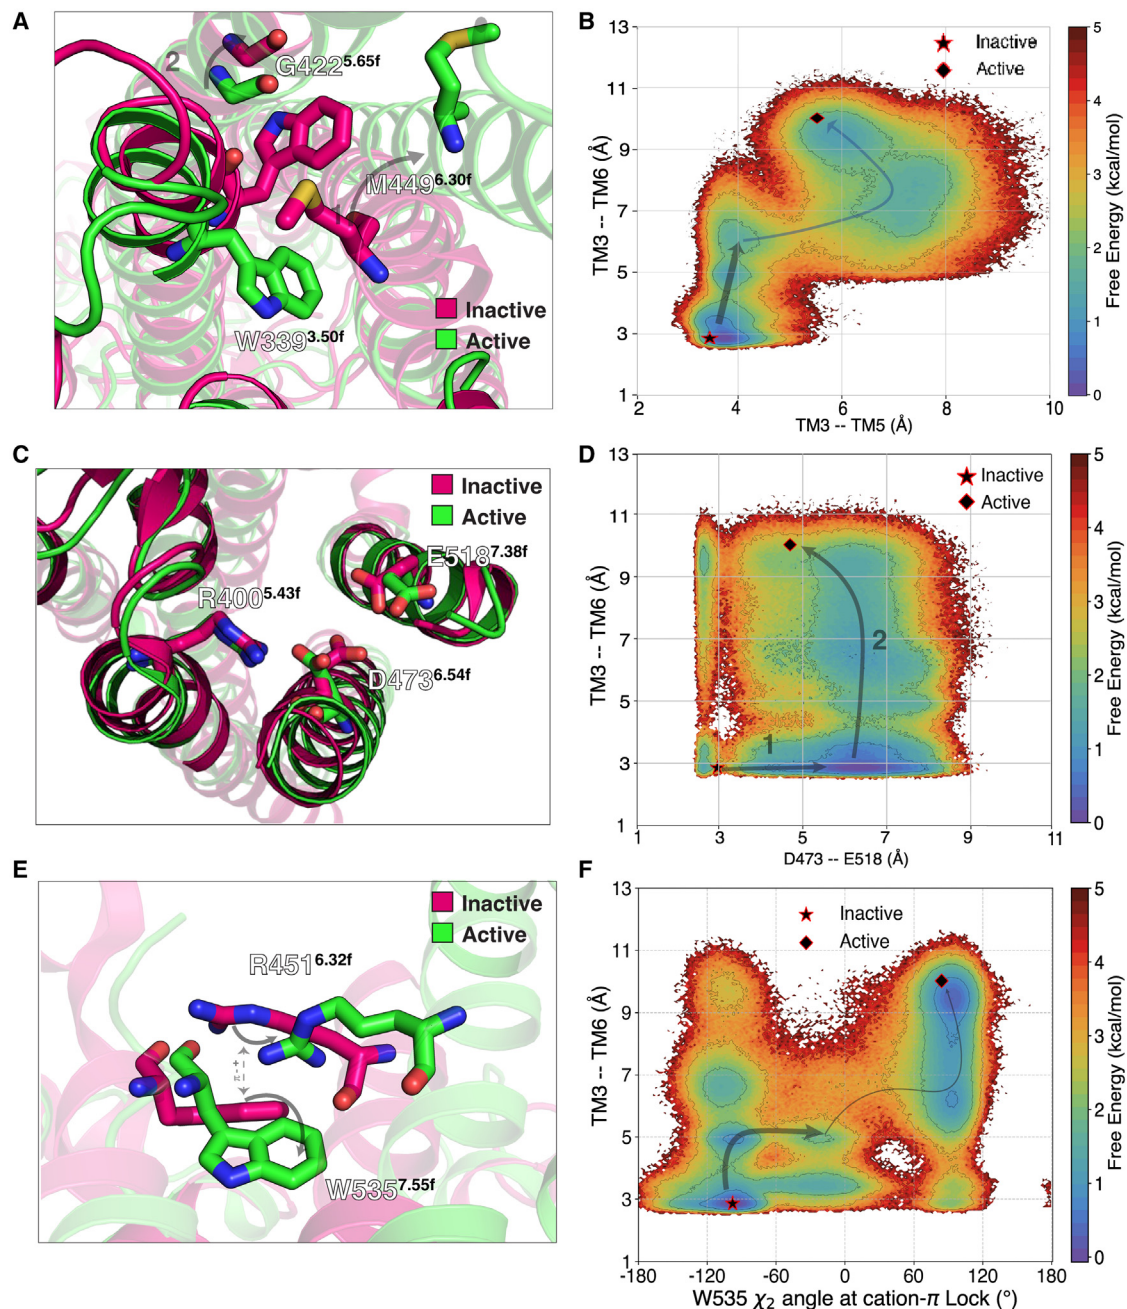 A
2
G422^5.65f
M449^6.30f
1
W339^3.50f
Inactive
Active
B
Inactive
Active
13
11
9
7
5
3
1
TM3 -- TM6 (Å)
2
4
6
8
10
TM3 -- TM5 (Å)
5
4
3
2
1
0
Free Energy (kcal/mol)
C
Inactive
Active
E518^7.38f
R400^5.43f
D473^6.54f
D
Inactive
Active
13
11
9
7
5
3
1
TM3 -- TM6 (Å)
2
1
1
3
5
7
9
11
D473 -- E518 (Å)
5
4
3
2
1
0
Free Energy (kcal/mol)
E
Inactive
Active
R451^6.32f
W535^7.55f
F
Inactive
Active
13
11
9
7
5
3
1
TM3 -- TM6 (Å)
-180
-120
-60
0
60
120
180
W535 χ₂ angle at cation-π Lock (°)
5
4
3
2
1
0
Free Energy (kcal/mol)